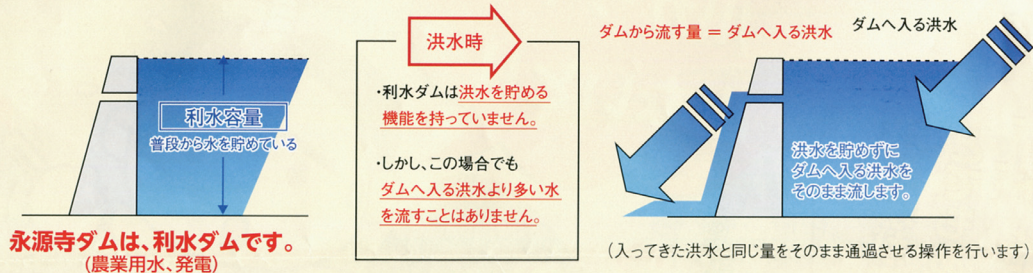 利水容量
普段から水を貯めている
永源寺ダムは、利水ダムです。
(農業用水、発電)
洪水時
・利水ダムは洪水を貯める
機能を持っていません。
・しかし、この場合でも
ダムへ入る洪水より多い水
を流すことはありません。
ダムから流す量 = ダムへ入る洪水
ダムへ入る洪水
洪水を貯めずに
ダムへ入る洪水を
そのまま流します。
(入ってきた洪水と同じ量をそのまま通過させる操作を行います)